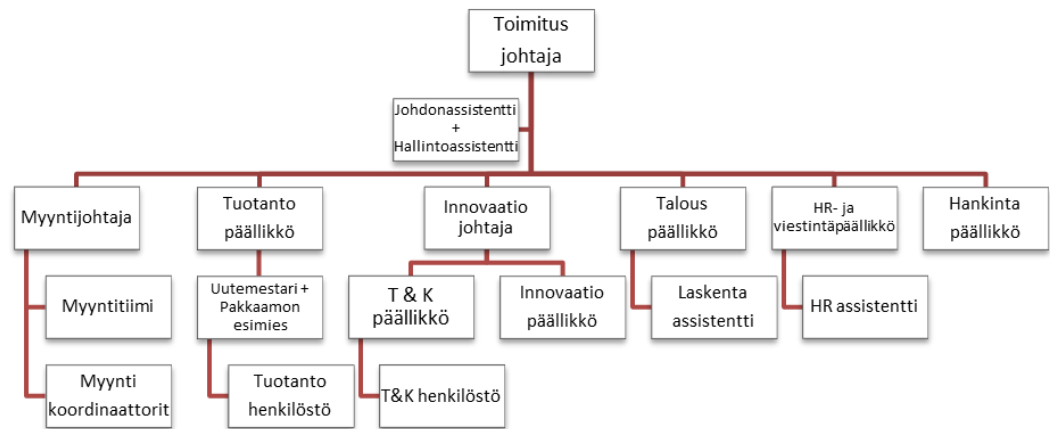 Toimitus
johtaja
Johdonassistentti
+
Hallintoassistentti
Myyntijohtaja
Tuotanto
päällikkö
Innovaatio
johtaja
Talous
päällikkö
HR- ja
viestintäpäällikkö
Hankinta
päällikkö
Myyntitiimi
Uutemestari +
Pakkaamon
esimies
T & K
päällikkö
Innovaatio
päällikkö
Laskenta
assistentti
HR assistentti
Myynti
koordinaattorit
Tuotanto
henkilöstö
T&K henkilöstö